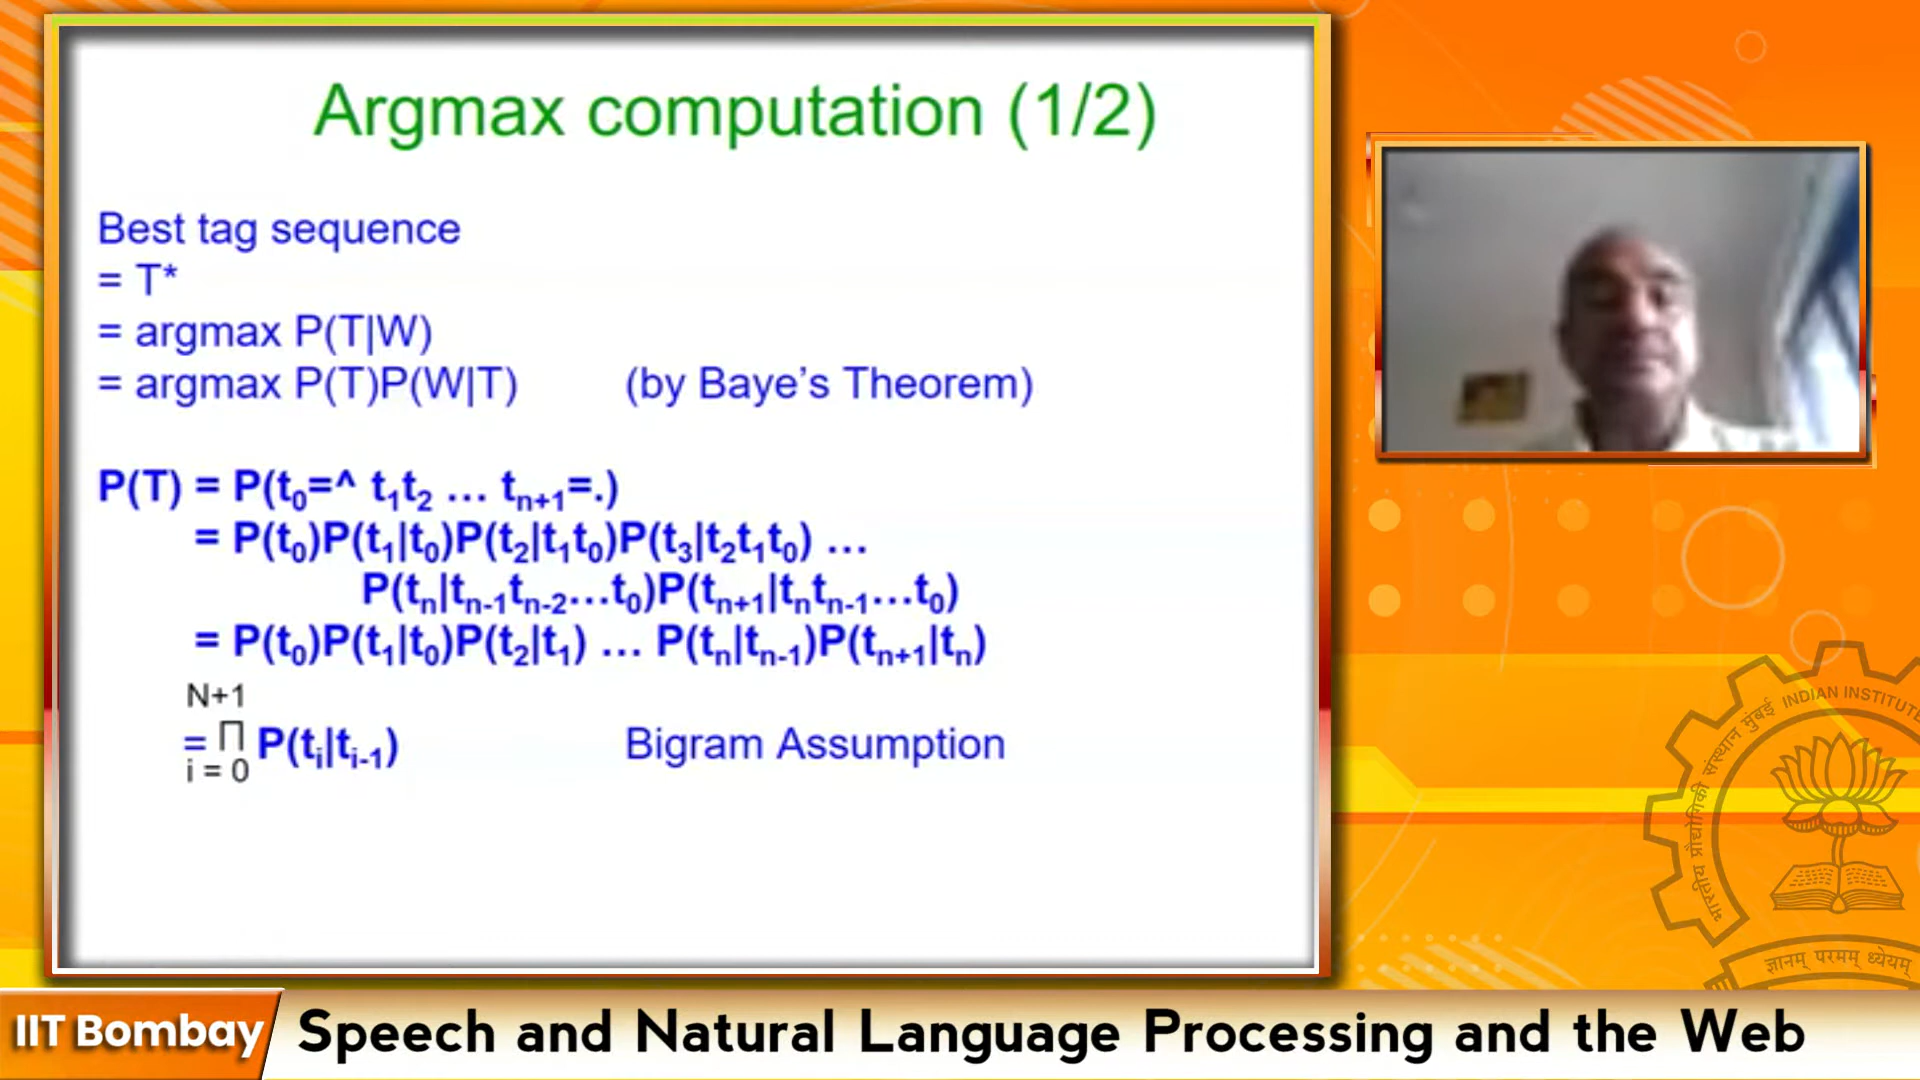 Argmax computation (1/2)
Best tag sequence
= T*
= argmax P(T|W)
= argmax P(T)P(W|T) (by Baye's Theorem)
P(T) = P(t₀=^ t₁t₂ … tₙ₊₁=.)
= P(t₀)P(t₁|t₀)P(t₂|t₁t₀)P(t₃|t₂t₁t₀) …
P(tₙ|tₙ₋₁tₙ₋₂…t₀)P(tₙ₊₁|tₙtₙ₋₁…t₀)
= P(t₀)P(t₁|t₀)P(t₂|t₁) … P(tₙ|tₙ₋₁)P(tₙ₊₁|tₙ)
N+1
= ∏ P(tᵢ|tᵢ₋₁) Bigram Assumption
i = 0
भारतीय प्रौद्योगिकी संस्थान मुंबई INDIAN INSTITUTE
ज्ञानम् परमम् ध्येयम्
IIT Bombay
Speech and Natural Language Processing and the Web